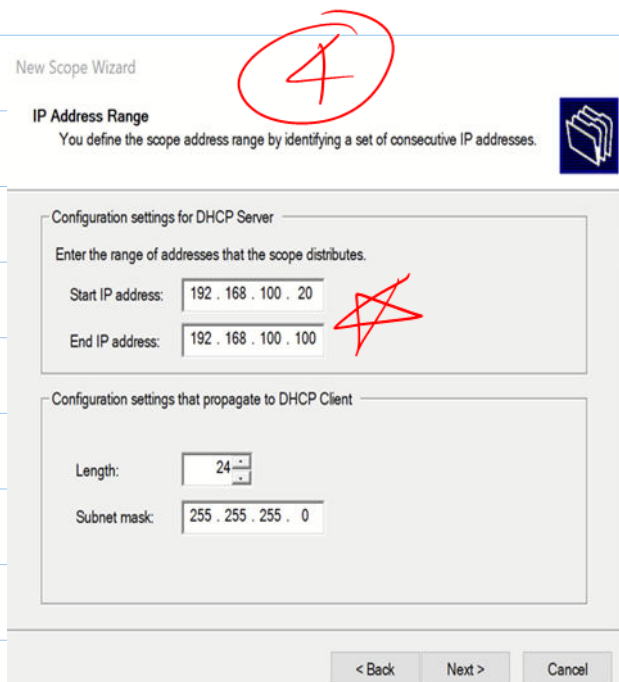 4
New Scope Wizard
IP Address Range
You define the scope address range by identifying a set of consecutive IP addresses.
Configuration settings for DHCP Server
Enter the range of addresses that the scope distributes.
Start IP address: 192 . 168 . 100 . 20
End IP address: 192 . 168 . 100 . 100
Configuration settings that propagate to DHCP Client
Length: 24
Subnet mask: 255 . 255 . 255 . 0
< Back Next > Cancel